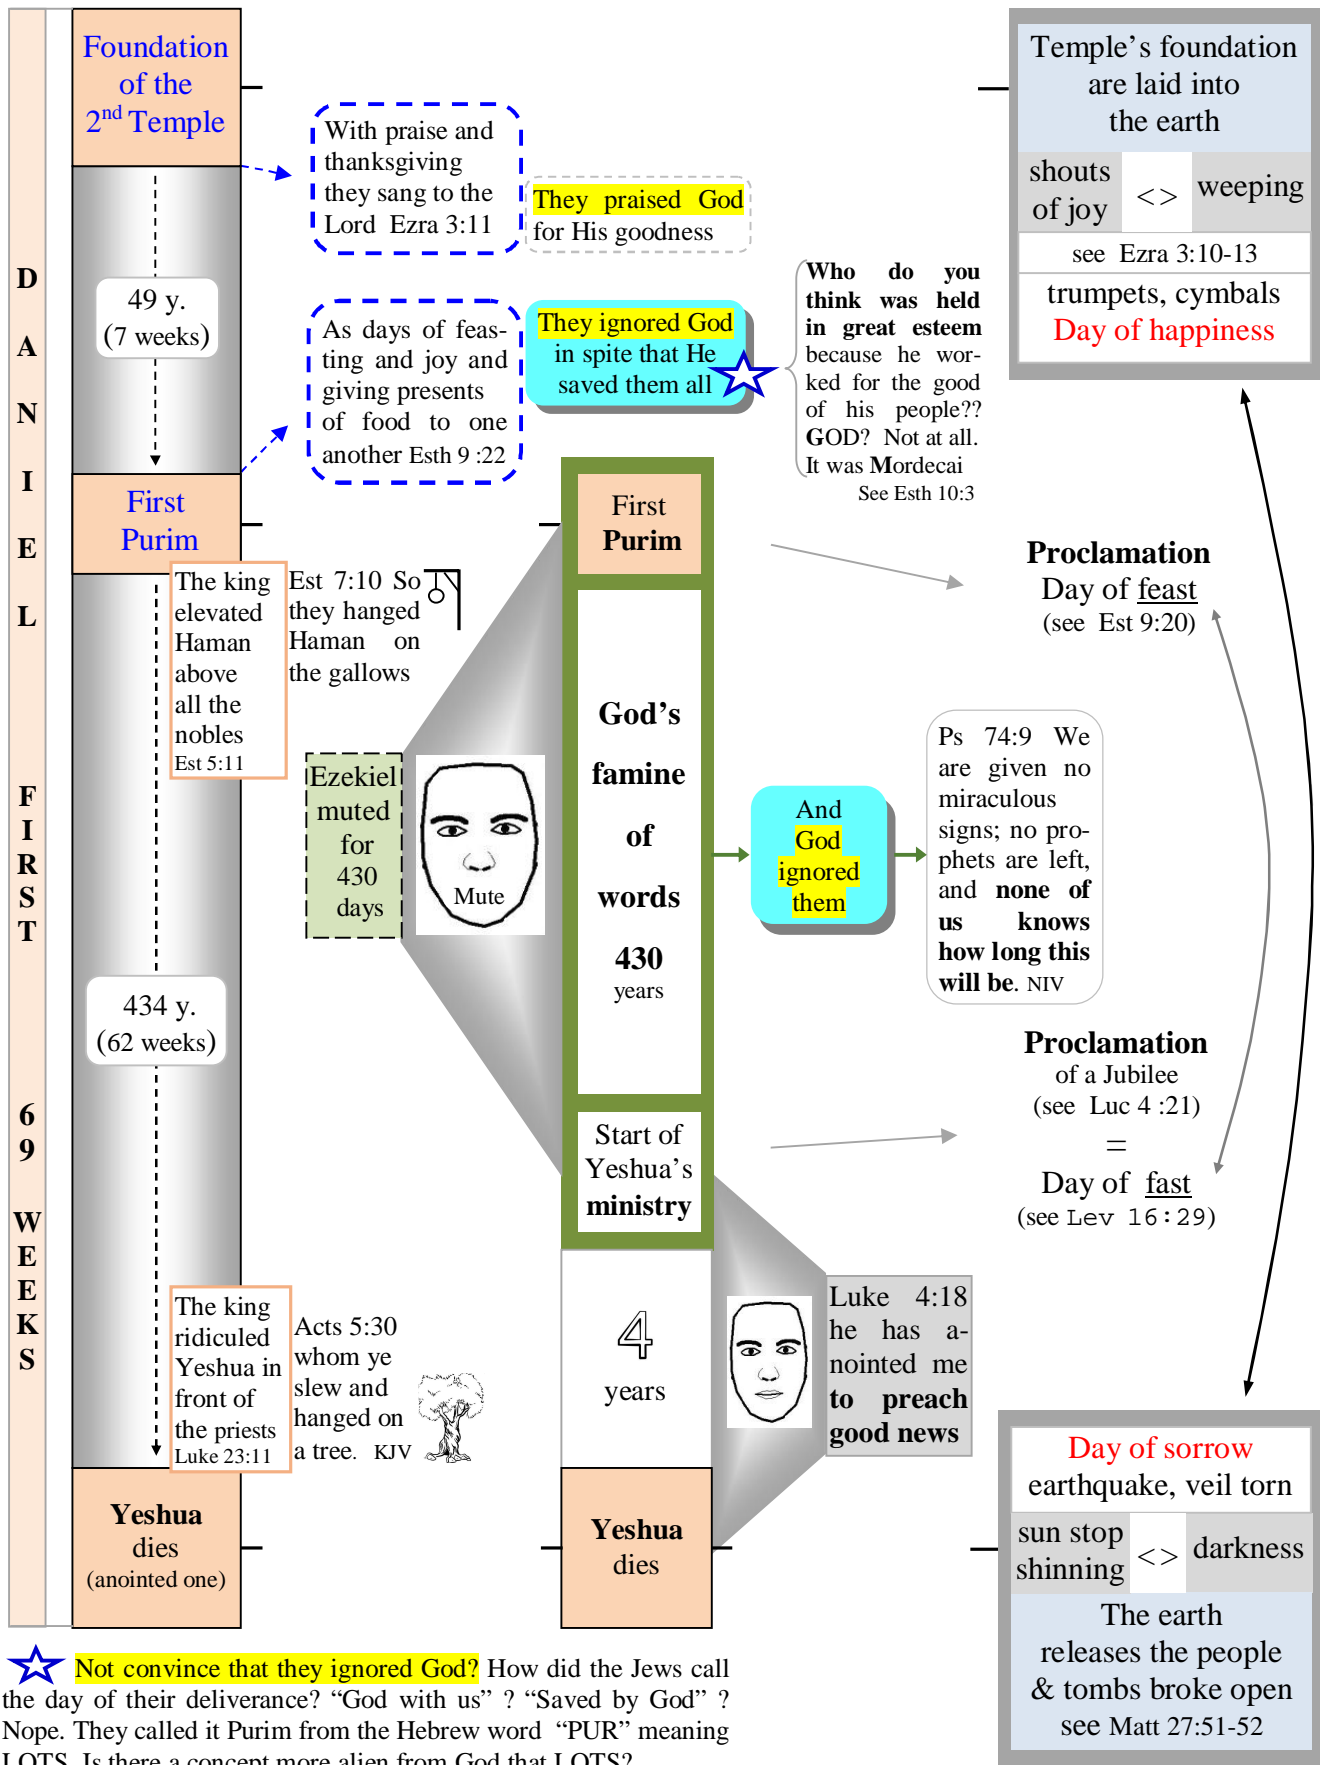 DANIEL FIRST 69 WEEKS
Foundation
of the
2nd Temple
With praise and
thanksgiving
they sang to the
Lord Ezra 3:11
They praised God
for His goodness
Temple’s foundation
are laid into
the earth
shouts
of joy
<>
weeping
see Ezra 3:10-13
trumpets, cymbals
Day of happiness
49 y.
(7 weeks)
As days of feas-
ting and joy and
giving presents
of food to one
another Esth 9 :22
They ignored God
in spite that He
saved them all
Who do you
think was held
in great esteem
because he wor-
ked for the good
of his people??
GOD? Not at all.
It was Mordecai
See Esth 10:3
First
Purim
The king
elevated
Haman
above
all the
nobles
Est 5:11
Est 7:10 So
they hanged
Haman on
the gallows
First
Purim
Proclamation
Day of feast
(see Est 9:20)
Ezekiel
muted
for
430
days
Mute
God’s
famine
of
words
430
years
And
God
ignored
them
Ps 74:9 We
are given no
miraculous
signs; no pro-
phets are left,
and none of
us knows
how long this
will be. NIV
434 y.
(62 weeks)
Start of
Yeshua’s
ministry
Proclamation
of a Jubilee
(see Luc 4 :21)
=
Day of fast
(see Lev 16:29)
The king
ridiculed
Yeshua in
front of
the priests
Luke 23:11
Acts 5:30
whom ye
slew and
hanged on
a tree. KJV
4
years
Luke 4:18
he has a-
nointed me
to preach
good news
Yeshua
dies
(anointed one)
Yeshua
dies
Day of sorrow
earthquake, veil torn
sun stop
shinning
<>
darkness
The earth
releases the people
& tombs broke open
see Matt 27:51-52
Not convince that they ignored God? How did the Jews call
the day of their deliverance? “God with us” ? “Saved by God” ?
Nope. They called it Purim from the Hebrew word “PUR” meaning
LOTS. Is there a concept more alien from God that LOTS?